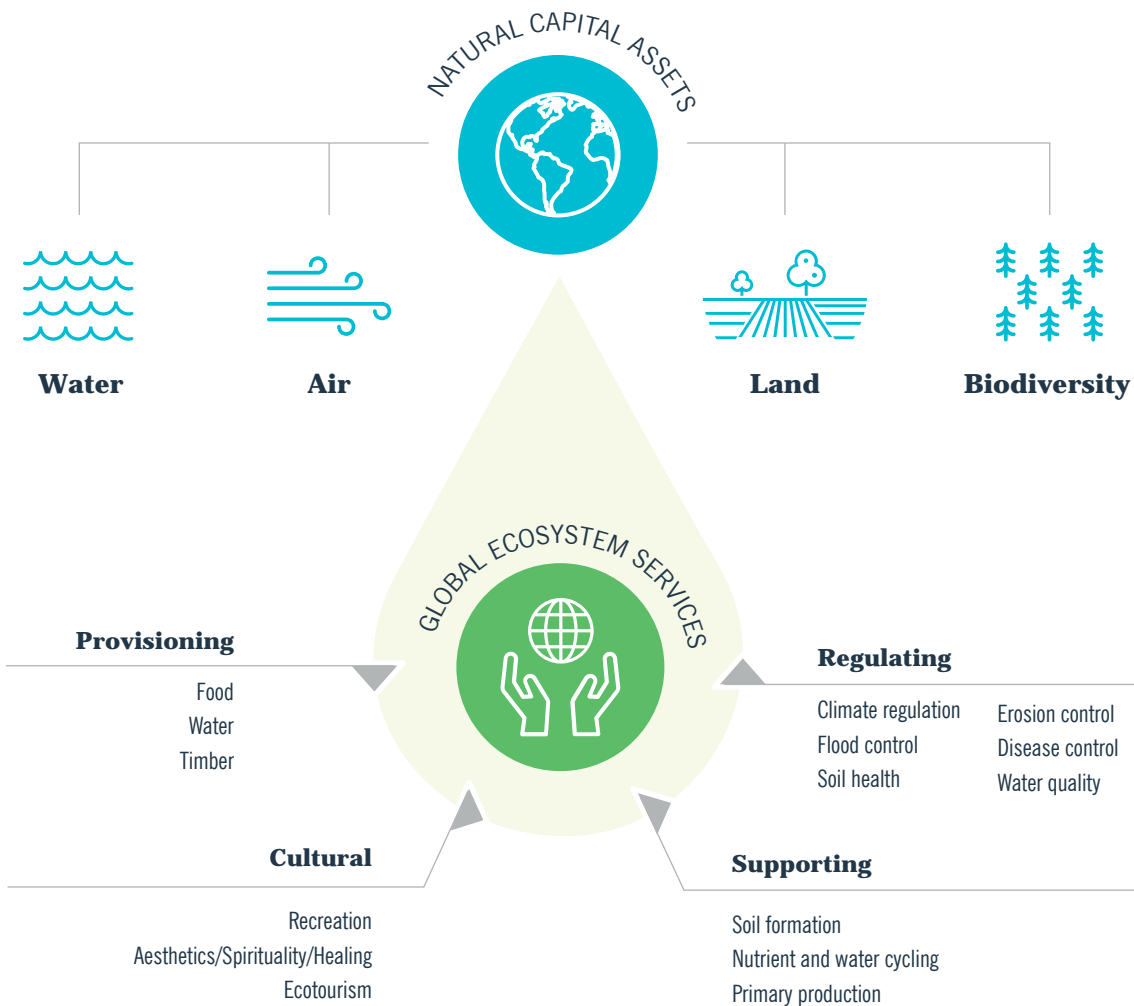 NATURAL CAPITAL ASSETS
Water
Air
Land
Biodiversity
GLOBAL ECOSYSTEM SERVICES
Provisioning
Food
Water
Timber
Regulating
Climate regulation
Flood control
Soil health
Erosion control
Disease control
Water quality
Cultural
Recreation
Aesthetics/Spirituality/Healing
Ecotourism
Supporting
Soil formation
Nutrient and water cycling
Primary production